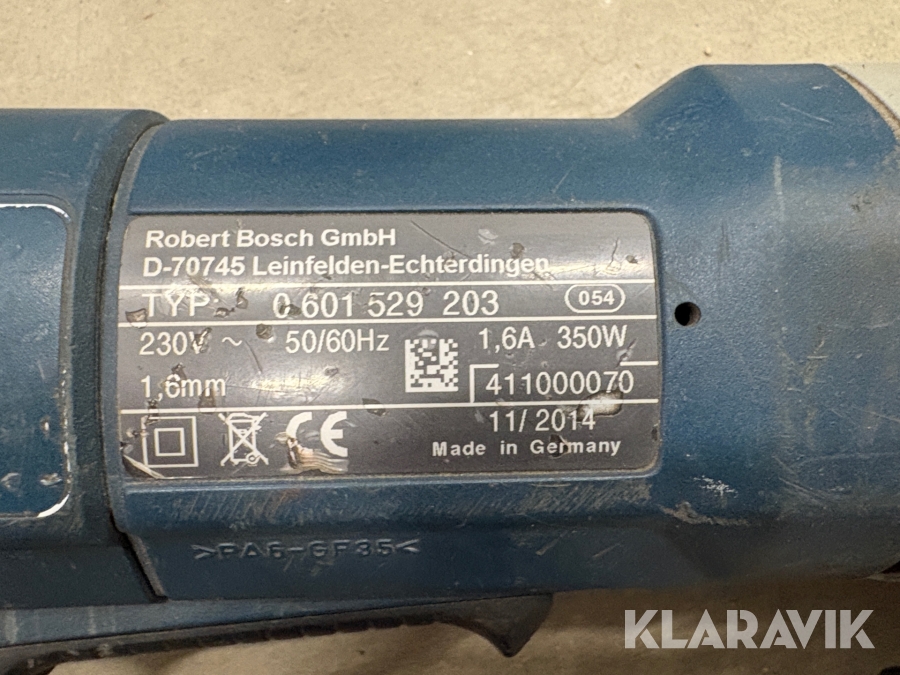 Robert Bosch GmbH
D-70745 Leinfelden-Echterdingen
TYP: 0 601 529 203 054
230V ~ 50/60Hz 1,6A 350W
1,6mm 411000070
11/2014
CE Made in Germany
>PA6-GF35<
KLARAVIK